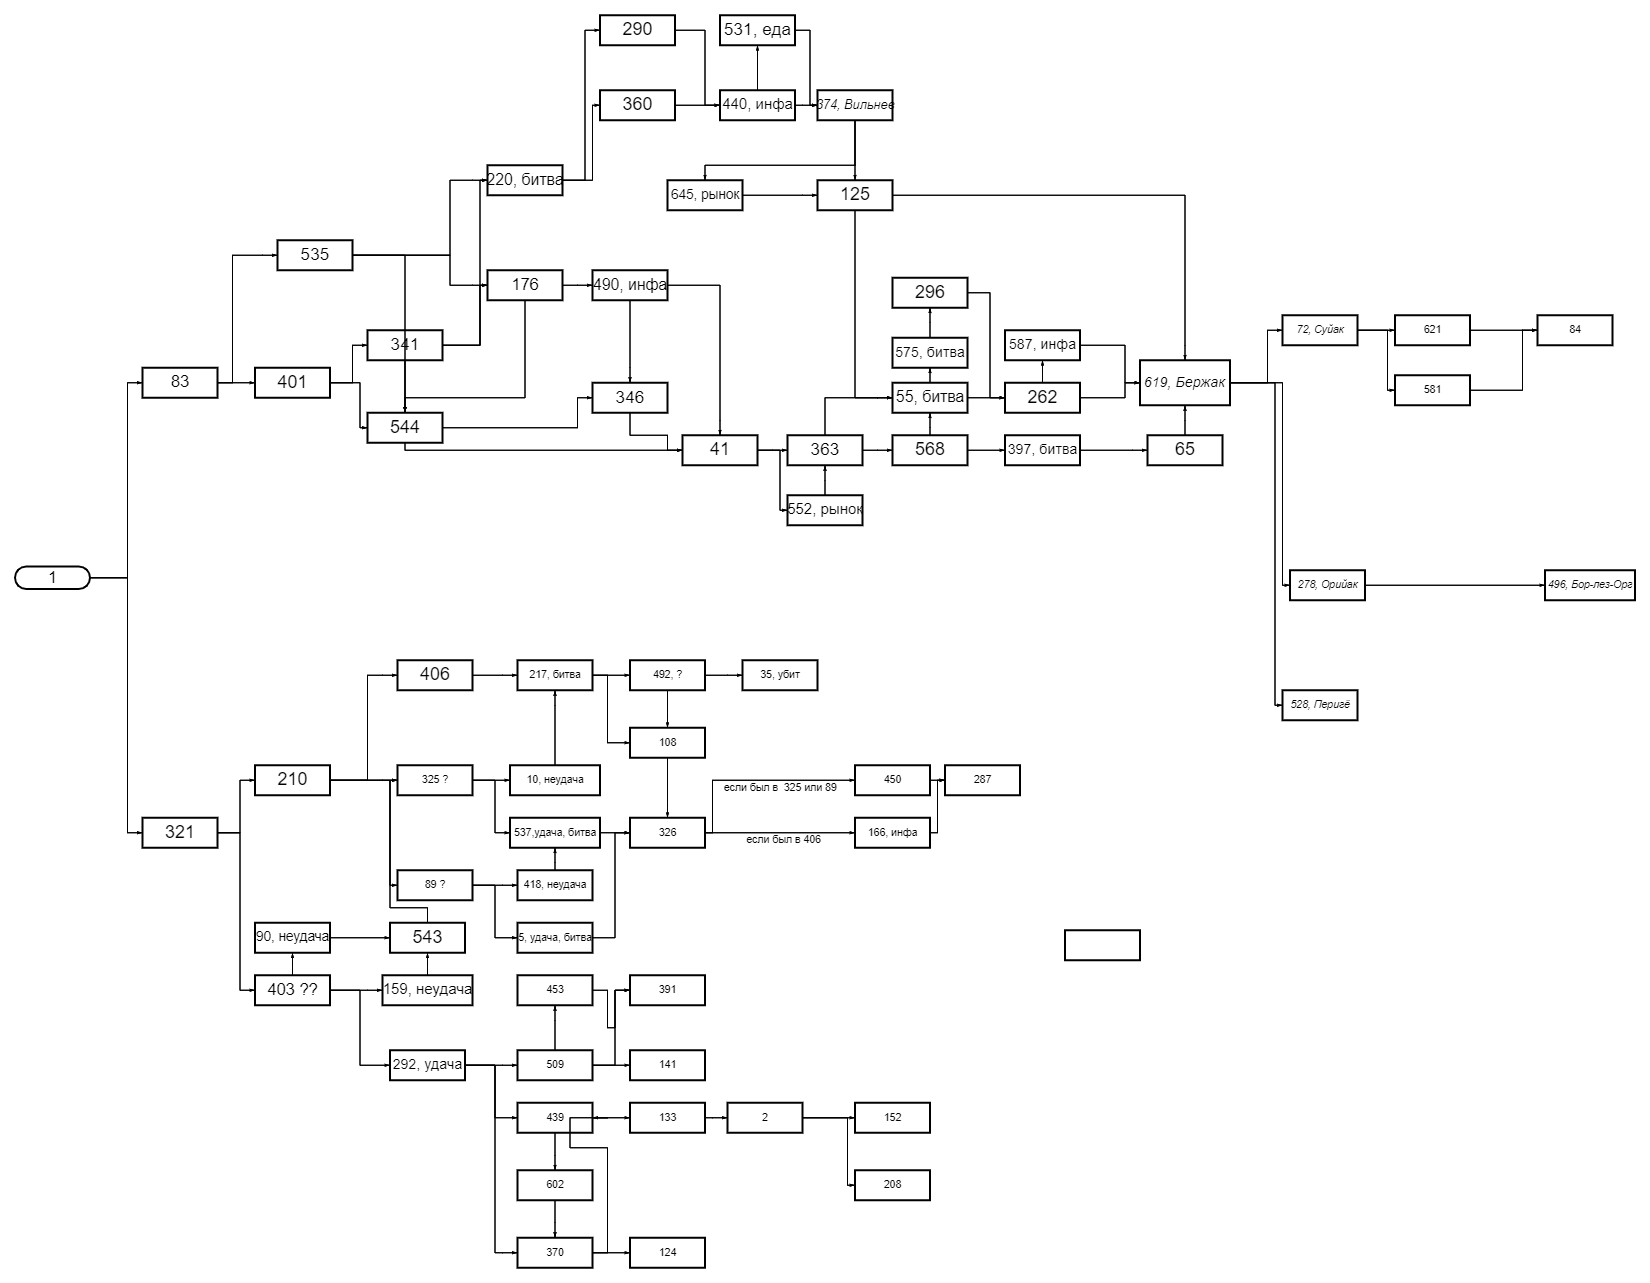 290
531, еда
360
440, инфа
374, Вильнев
220, битва
645, рынок
125
535
176
490, инфа
296
72, Суйак
621
84
341
575, битва
587, инфа
83
401
346
55, битва
262
619, Бержак
581
544
41
363
568
397, битва
65
552, рынок
1
278, Орийак
496, Бор-лез-Орг
406
217, битва
492, ?
35, убит
528, Перигё
108
210
325 ?
10, неудача
450
287
если был в 325 или 89
321
537,удача, битва
326
166, инфа
если был в 406
89 ?
418, неудача
90, неудача
543
5, удача, битва
403 ??
159, неудача
453
391
292, удача
509
141
439
133
2
152
602
208
370
124